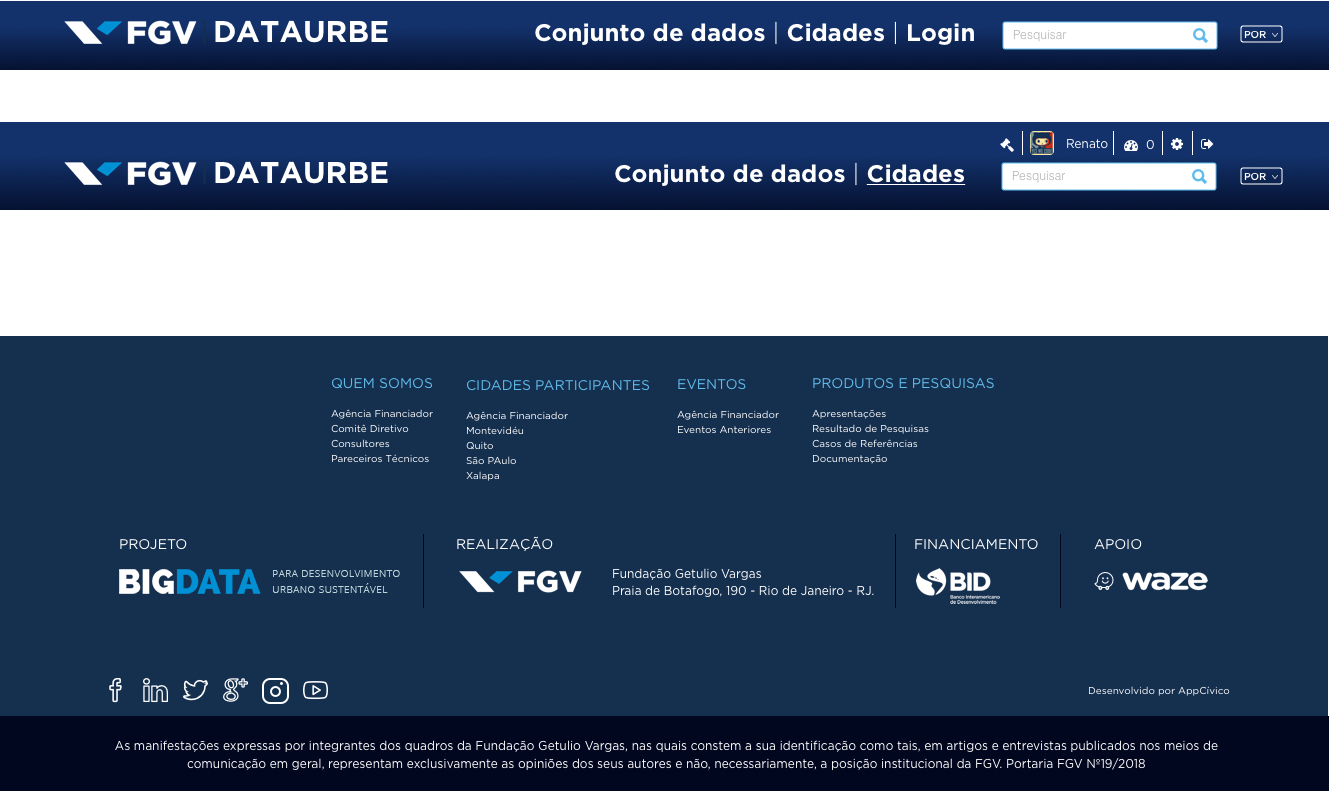 FGV DATAURBE
Conjunto de dados | Cidades | Login
Pesquisar
POR
Renato
0
FGV DATAURBE
Conjunto de dados | Cidades
Pesquisar
POR
QUEM SOMOS
Agência Financiador
Comitê Diretivo
Consultores
Pareceiros Técnicos
CIDADES PARTICIPANTES
Agência Financiador
Montevidéu
Quito
São PAulo
Xalapa
EVENTOS
Agência Financiador
Eventos Anteriores
PRODUTOS E PESQUISAS
Apresentações
Resultado de Pesquisas
Casos de Referências
Documentação
PROJETO
BIGDATA
PARA DESENVOLVIMENTO
URBANO SUSTENTÁVEL
REALIZAÇÃO
FGV
Fundação Getulio Vargas
Praia de Botafogo, 190 - Rio de Janeiro - RJ.
FINANCIAMENTO
BID
Banco Interamericano
de Desenvolvimento
APOIO
waze
Desenvolvido por AppCívico
As manifestações expressas por integrantes dos quadros da Fundação Getulio Vargas, nas quais constem a sua identificação como tais, em artigos e entrevistas publicados nos meios de
comunicação em geral, representam exclusivamente as opiniões dos seus autores e não, necessariamente, a posição institucional da FGV. Portaria FGV Nº19/2018